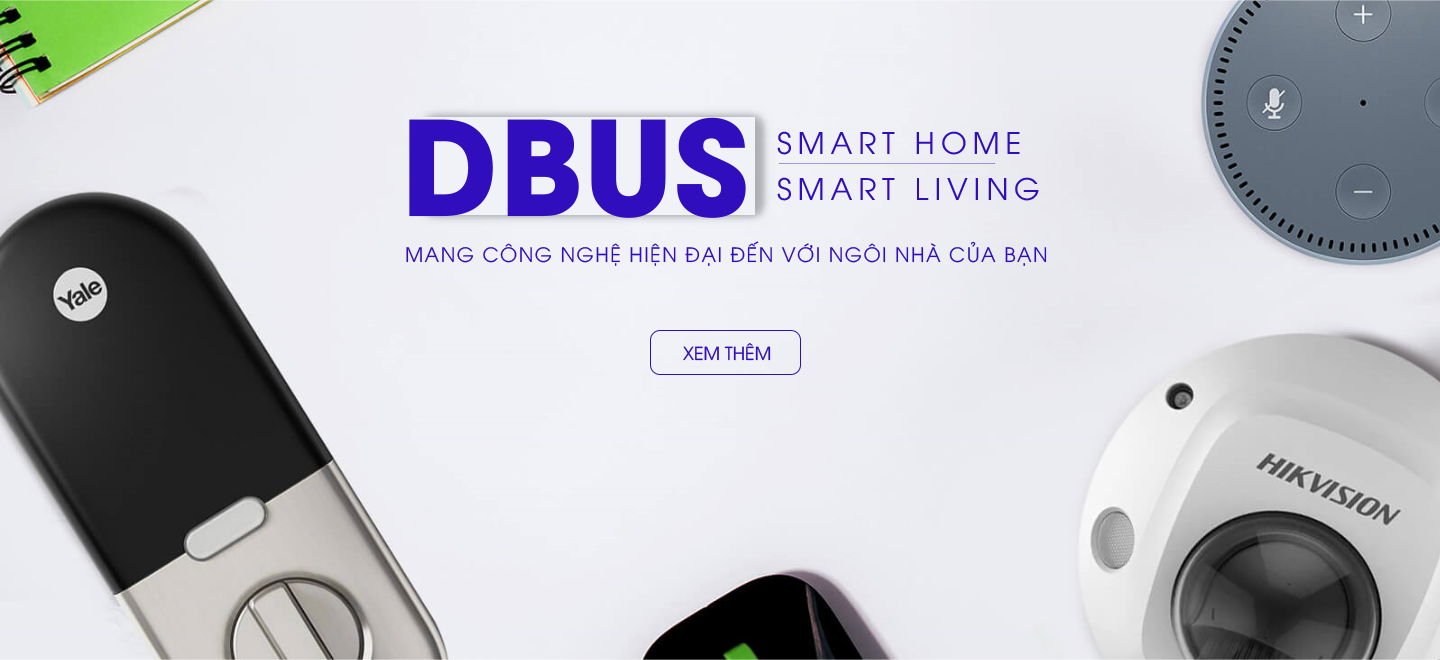 DBUS
SMART HOME
SMART LIVING
MANG CÔNG NGHỆ HIỆN ĐẠI ĐẾN VỚI NGÔI NHÀ CỦA BẠN
Yale
XEM THÊM
HIKVISION